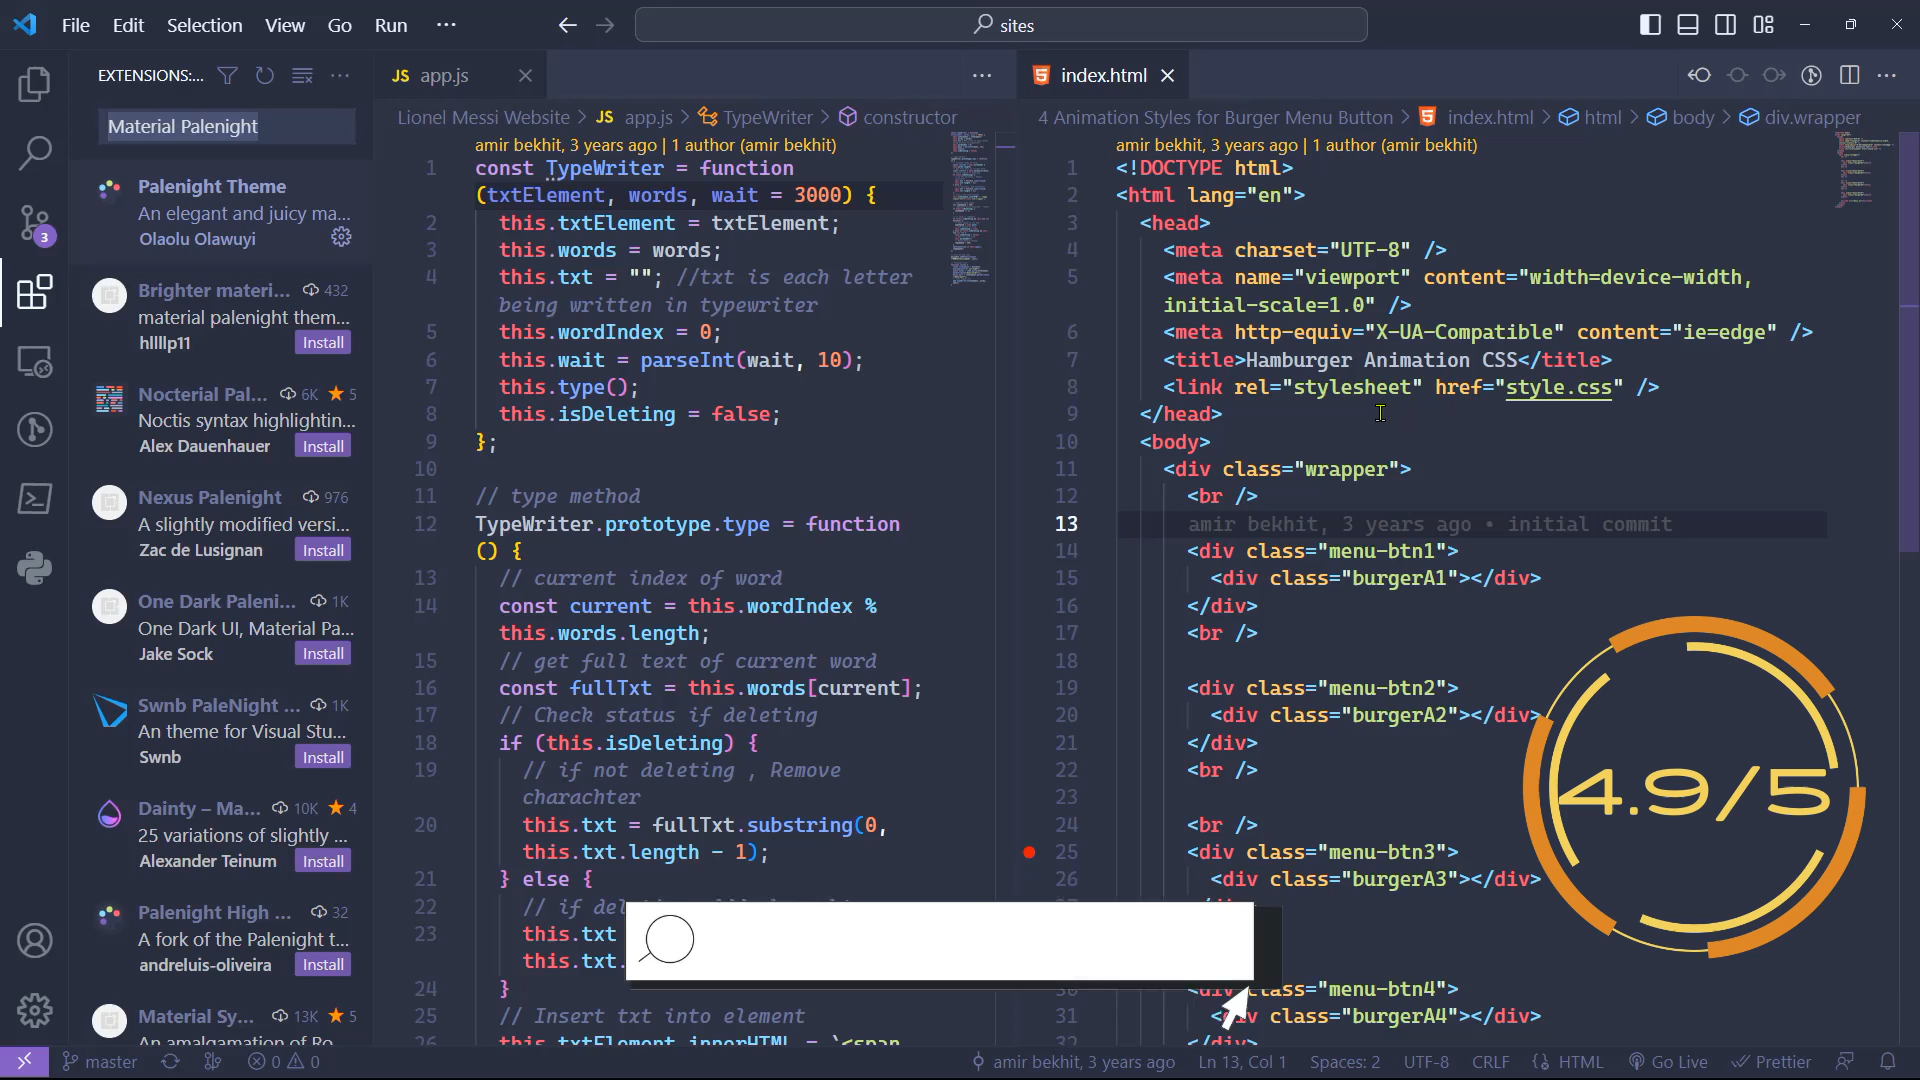 File Edit Selection View Go Run ···
sites
EXTENSIONS:...
Material Palenight
Palenight Theme
An elegant and juicy ma...
Olaolu Olawuyi
Brighter materi... 432
material palenight them...
hllllp11 Install
Nocterial Pal... 6K 5
Noctis syntax highlightin...
Alex Dauenhauer Install
Nexus Palenight 976
A slightly modified versi...
Zac de Lusignan Install
One Dark Paleni... 1K
One Dark UI, Material Pa...
Jake Sock Install
Swnb PaleNight ... 1K
An theme for Visual Stu...
Swnb Install
Dainty – Ma... 10K 4
25 variations of slightly ...
Alexander Teinum Install
Palenight High ... 32
A fork of the Palenight t...
andreluis-oliveira Install
Material Sy... 13K 5
An amalgamation of Ro
3
JS app.js
Lionel Messi Website > JS app.js > TypeWriter > constructor
amir bekhit, 3 years ago | 1 author (amir bekhit)
1 const TypeWriter = function
(txtElement, words, wait = 3000) {
2 this.txtElement = txtElement;
3 this.words = words;
4 this.txt = ""; //txt is each letter
being written in typewriter
5 this.wordIndex = 0;
6 this.wait = parseInt(wait, 10);
7 this.type();
8 this.isDeleting = false;
9 };
10
11 // type method
12 TypeWriter.prototype.type = function
() {
13 // current index of word
14 const current = this.wordIndex %
this.words.length;
15 // get full text of current word
16 const fullTxt = this.words[current];
17 // Check status if deleting
18 if (this.isDeleting) {
19 // if not deleting , Remove
charachter
20 this.txt = fullTxt.substring(0,
this.txt.length - 1);
21 } else {
22 // if del
23 this.txt
this.txt.
24 }
25 // Insert txt into element
26 this.txtElement.innerHTML = `<span
index.html
4 Animation Styles for Burger Menu Button > index.html > html > body > div.wrapper
amir bekhit, 3 years ago | 1 author (amir bekhit)
1 <!DOCTYPE html>
2 <html lang="en">
3 <head>
4 <meta charset="UTF-8" />
5 <meta name="viewport" content="width=device-width,
initial-scale=1.0" />
6 <meta http-equiv="X-UA-Compatible" content="ie=edge" />
7 <title>Hamburger Animation CSS</title>
8 <link rel="stylesheet" href="style.css" />
9 </head>
10 <body>
11 <div class="wrapper">
12 <br />
13 amir bekhit, 3 years ago • initial commit
14 <div class="menu-btn1">
15 <div class="burgerA1"></div>
16 </div>
17 <br />
18
19 <div class="menu-btn2">
20 <div class="burgerA2"></div>
21 </div>
22 <br />
23
24 <br />
25 <div class="menu-btn3">
26 <div class="burgerA3"></div>
30 <div class="menu-btn4">
31 <div class="burgerA4"></div>
32 </div>
4.9/5
master 0 0 amir bekhit, 3 years ago Ln 13, Col 1 Spaces: 2 UTF-8 CRLF {} HTML Go Live Prettier